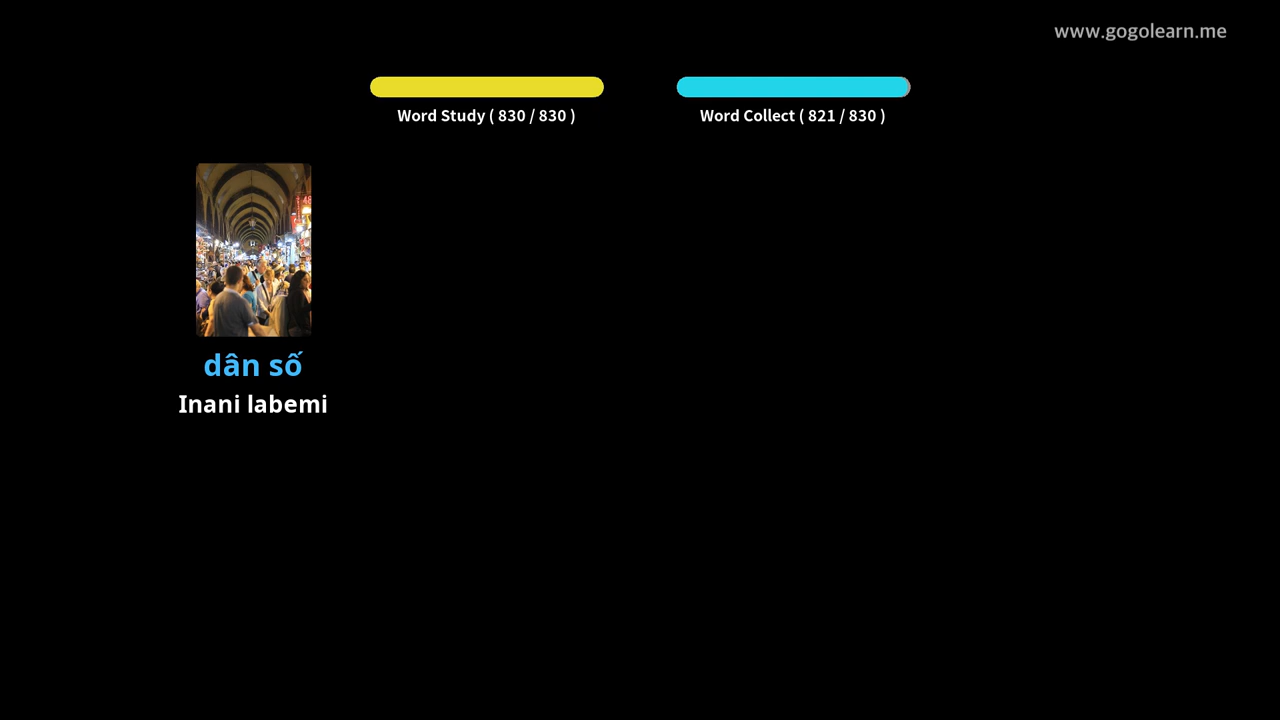 www.gogolearn.me
Word Study ( 830 / 830 )
Word Collect ( 821 / 830 )
dân số
Inani labemi